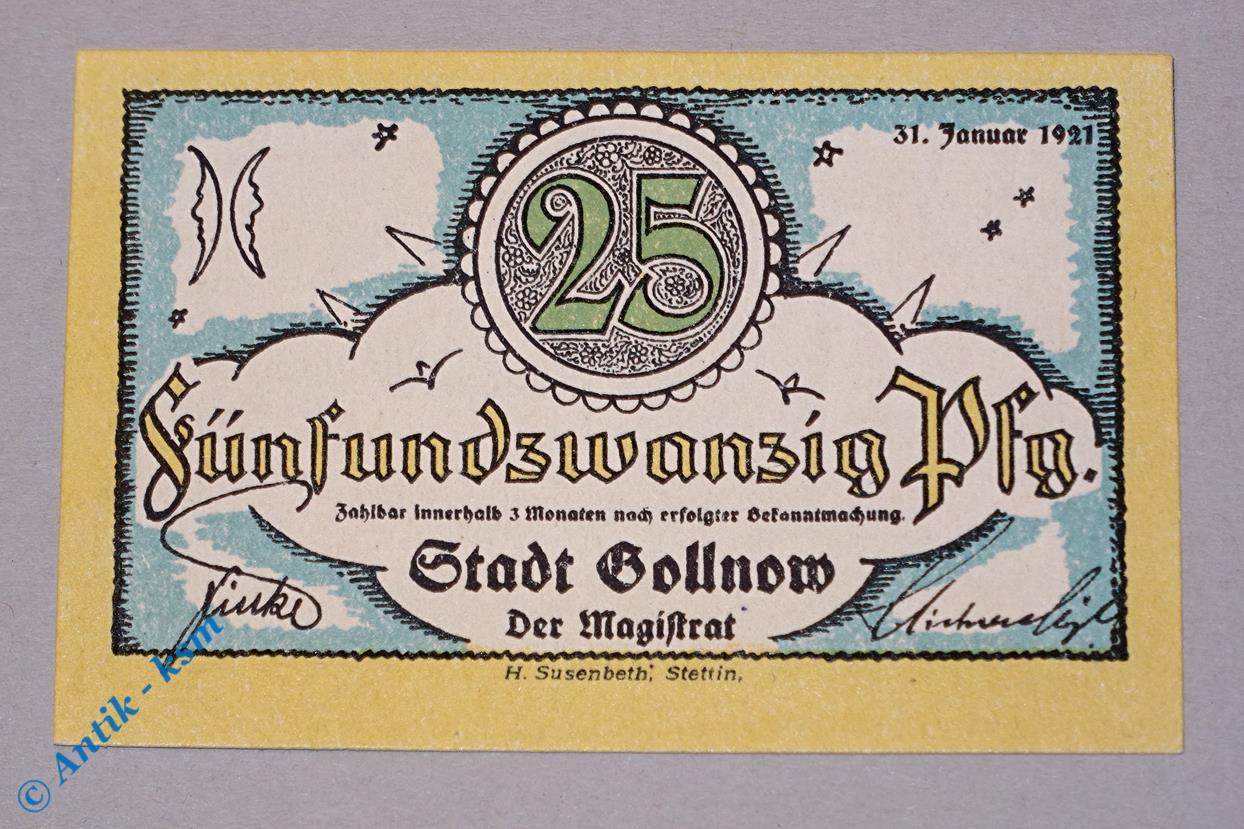 31. Januar 1921
25
Fünfundzwanzig Pfg.
Zahlbar innerhalb 3 Monaten nach erfolgter Bekanntmachung.
Stadt Gollnow
Der Magistrat
H. Susenbeth, Stettin,
© Antik - ksm